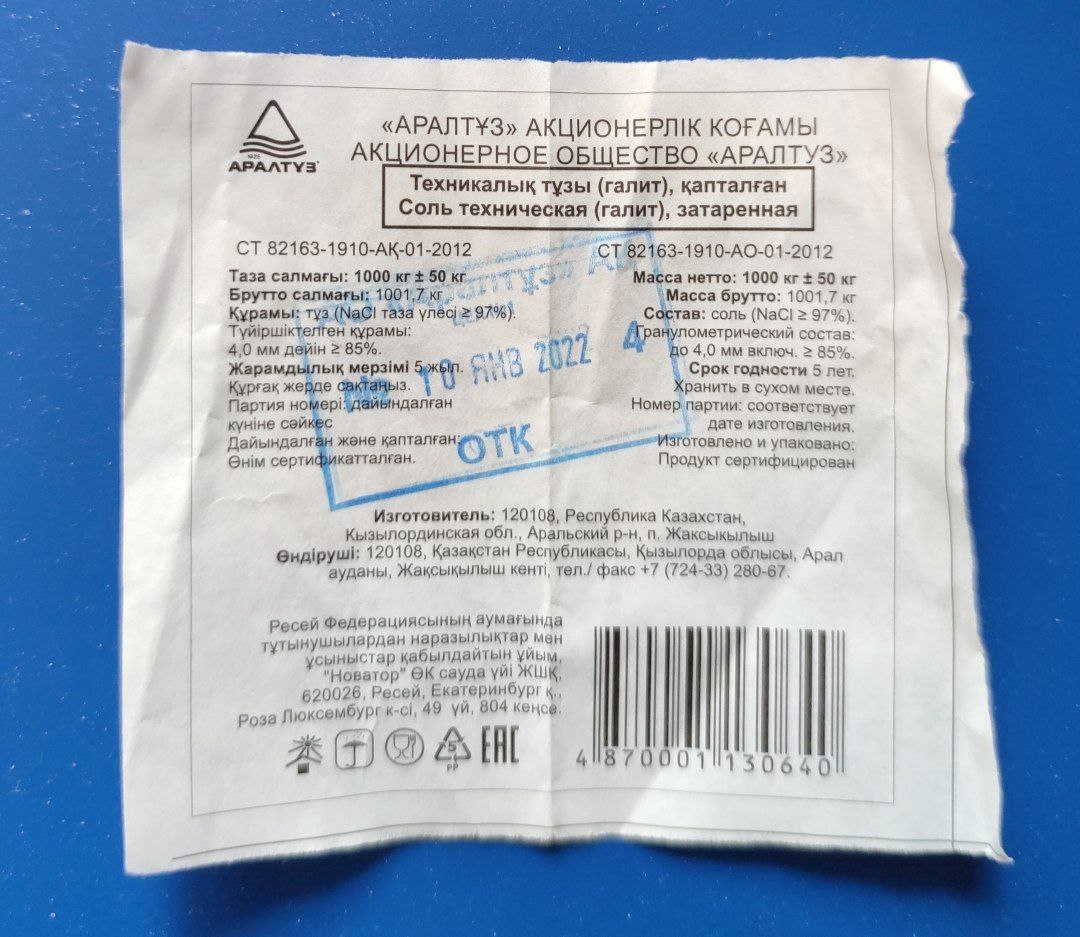 1925
АРАЛТҰЗ
«АРАЛТҰЗ» АКЦИОНЕРЛІК КОҒАМЫ
АКЦИОНЕРНОЕ ОБЩЕСТВО «АРАЛТУЗ»
Техникалық тұзы (галит), қапталған
Соль техническая (галит), затаренная
СТ 82163-1910-АҚ-01-2012
Таза салмағы: 1000 кг ± 50 кг
Брутто салмағы: 1001,7 кг
Құрамы: тұз (NaCl таза үлесі ≥ 97%).
Түйіршіктелген құрамы:
4,0 мм дейін ≥ 85%.
Жарамдылық мерзімі 5 жыл.
Құрғақ жерде сақтаңыз.
Партия номері: дайындалған
күніне сәйкес
Дайындалған және қапталған:
Өнім сертификатталған.
СТ 82163-1910-АО-01-2012
Масса нетто: 1000 кг ± 50 кг
Масса брутто: 1001,7 кг
Состав: соль (NaCl ≥ 97%).
Гранулометрический состав:
до 4,0 мм включ. ≥ 85%.
Срок годности 5 лет.
Хранить в сухом месте.
Номер партии: соответствует
дате изготовления.
Изготовлено и упаковано:
Продукт сертифицирован
Аралтұз» АҚ
10 ЯНВ 2022 4
ОТК
Изготовитель: 120108, Республика Казахстан,
Кызылординская обл., Аральский р-н, п. Жаксыкылыш
Өндіруші: 120108, Қазақстан Республикасы, Қызылорда облысы, Арал
ауданы, Жақсықылыш кенті, тел./ факс +7 (724-33) 280-67.
Ресей Федерациясының аумағында
тұтынушылардан наразылықтар мен
ұсыныстар қабылдайтын ұйым,
"Новатор" ӨК сауда үйі ЖШҚ,
620026, Ресей, Екатеринбург қ.,
Роза Люксембург к-сі, 49 үй, 804 кеңсе.
5
PP
EAC
4 870001 130640